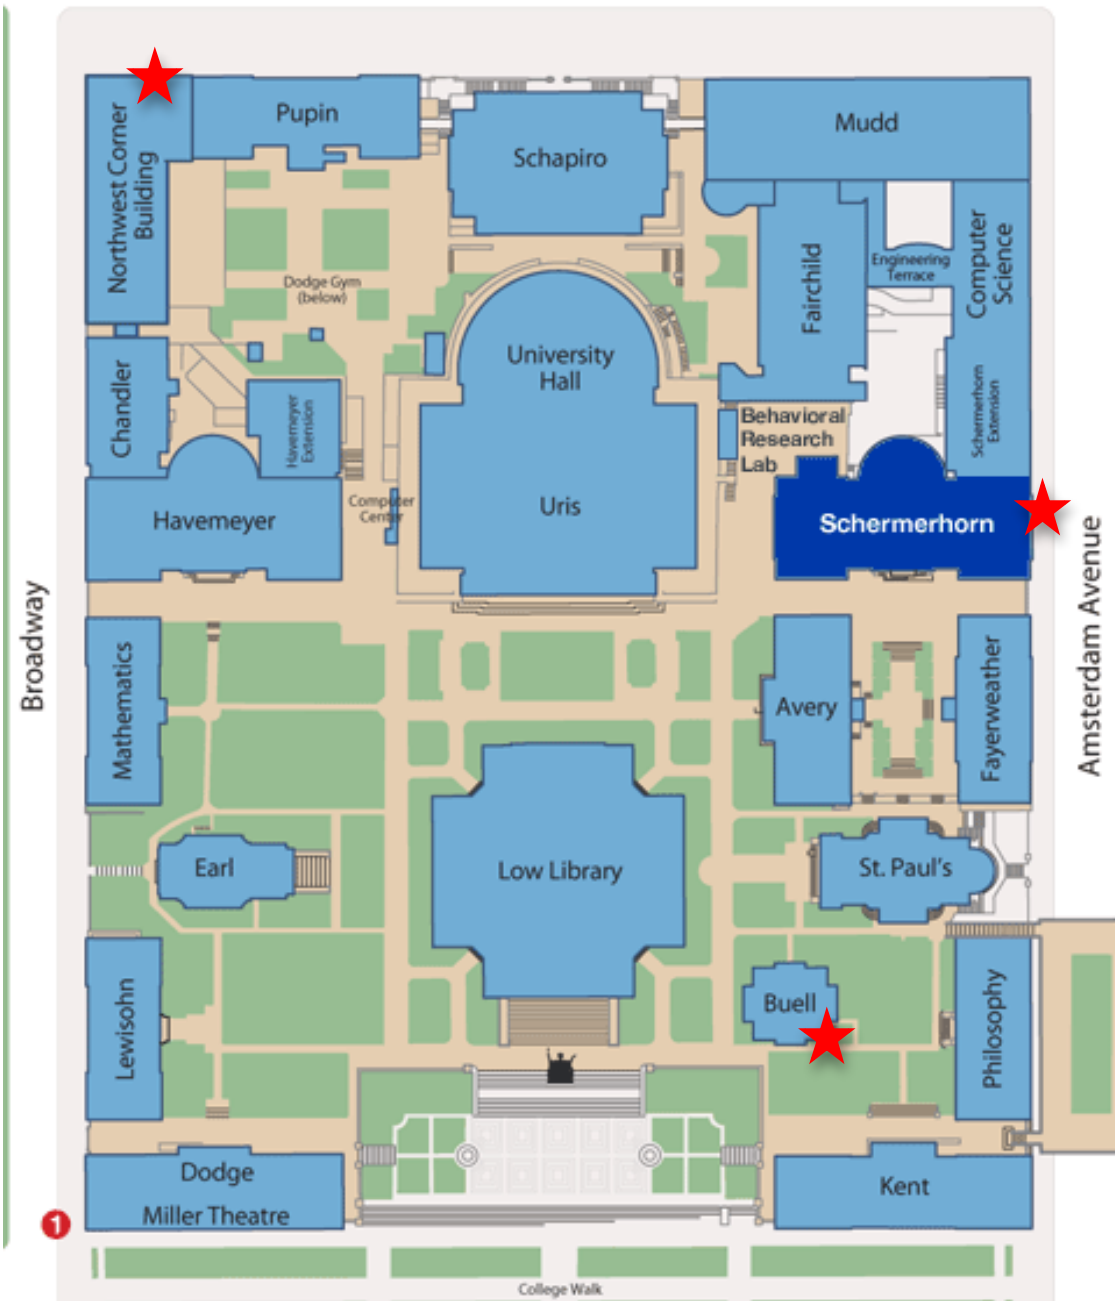 Pupin
Mudd
Northwest Corner
Building
Schapiro
Computer
Science
Engineering
Terrace
Dodge Gym
(below)
Fairchild
University
Hall
Chandler
Havemeyer
Extension
Behavioral
Research
Lab
Schermerhorn
Extension
Havemeyer
Computer
Center
Uris
Schermerhorn
Broadway
Amsterdam Avenue
Mathematics
Avery
Fayerweather
Earl
Low Library
St. Paul's
Lewisohn
Buell
Philosophy
Dodge
Miller Theatre
Kent
1
College Walk